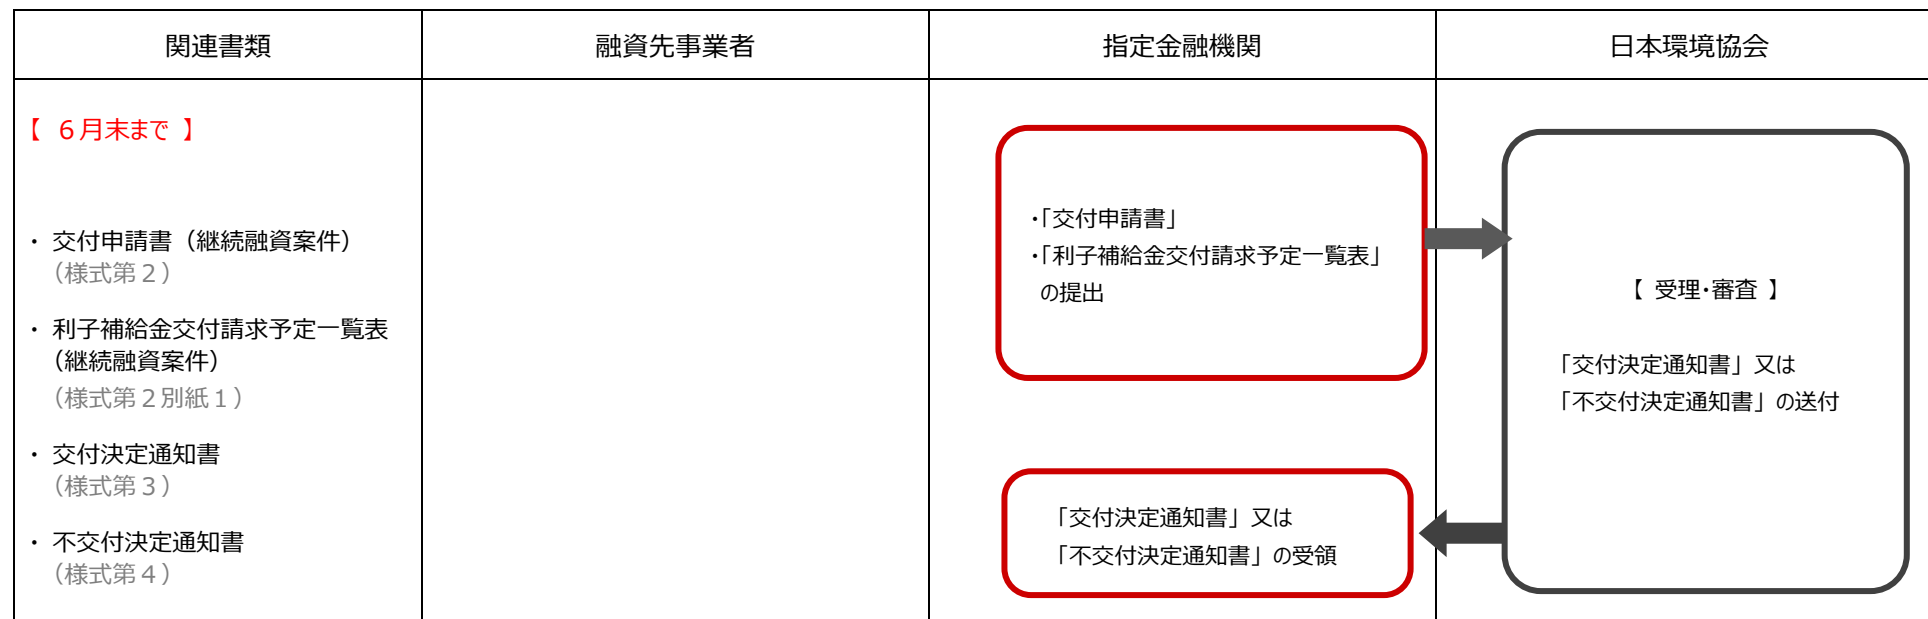 関連書類
融資先事業者
指定金融機関
日本環境協会
【 ６月末まで 】
・ 交付申請書（継続融資案件）
（様式第２）
・ 利子補給金交付請求予定一覧表
（継続融資案件）
（様式第２別紙１）
・ 交付決定通知書
（様式第３）
・ 不交付決定通知書
（様式第４）
・「交付申請書」
・「利子補給金交付請求予定一覧表」
の提出
「交付決定通知書」又は
「不交付決定通知書」の受領
【 受理・審査 】
「交付決定通知書」又は
「不交付決定通知書」の送付